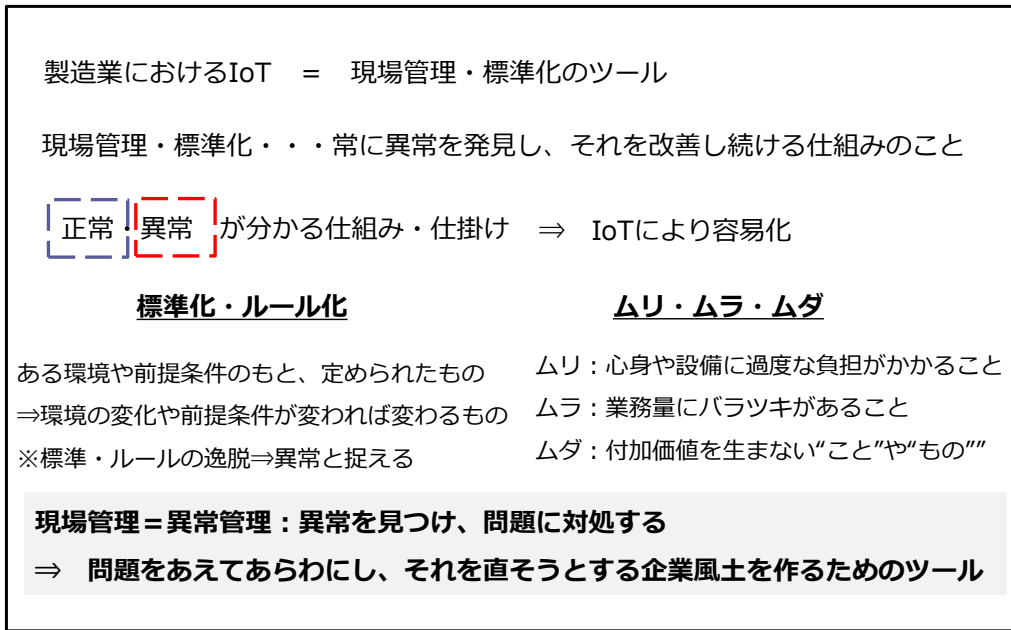 製造業におけるIoT　=　現場管理・標準化のツール
現場管理・標準化・・・常に異常を発見し、それを改善し続ける仕組みのこと
正常・異常 が分かる仕組み・仕掛け　⇒　IoTにより容易化
標準化・ルール化
ある環境や前提条件のもと、定められたもの
⇒環境の変化や前提条件が変われば変わるもの
※標準・ルールの逸脱⇒異常と捉える
ムリ・ムラ・ムダ
ムリ：心身や設備に過度な負担がかかること
ムラ：業務量にバラツキがあること
ムダ：付加価値を生まない“こと”や“もの””
現場管理＝異常管理：異常を見つけ、問題に対処する
⇒　問題をあえてあらわにし、それを直そうとする企業風土を作るためのツール